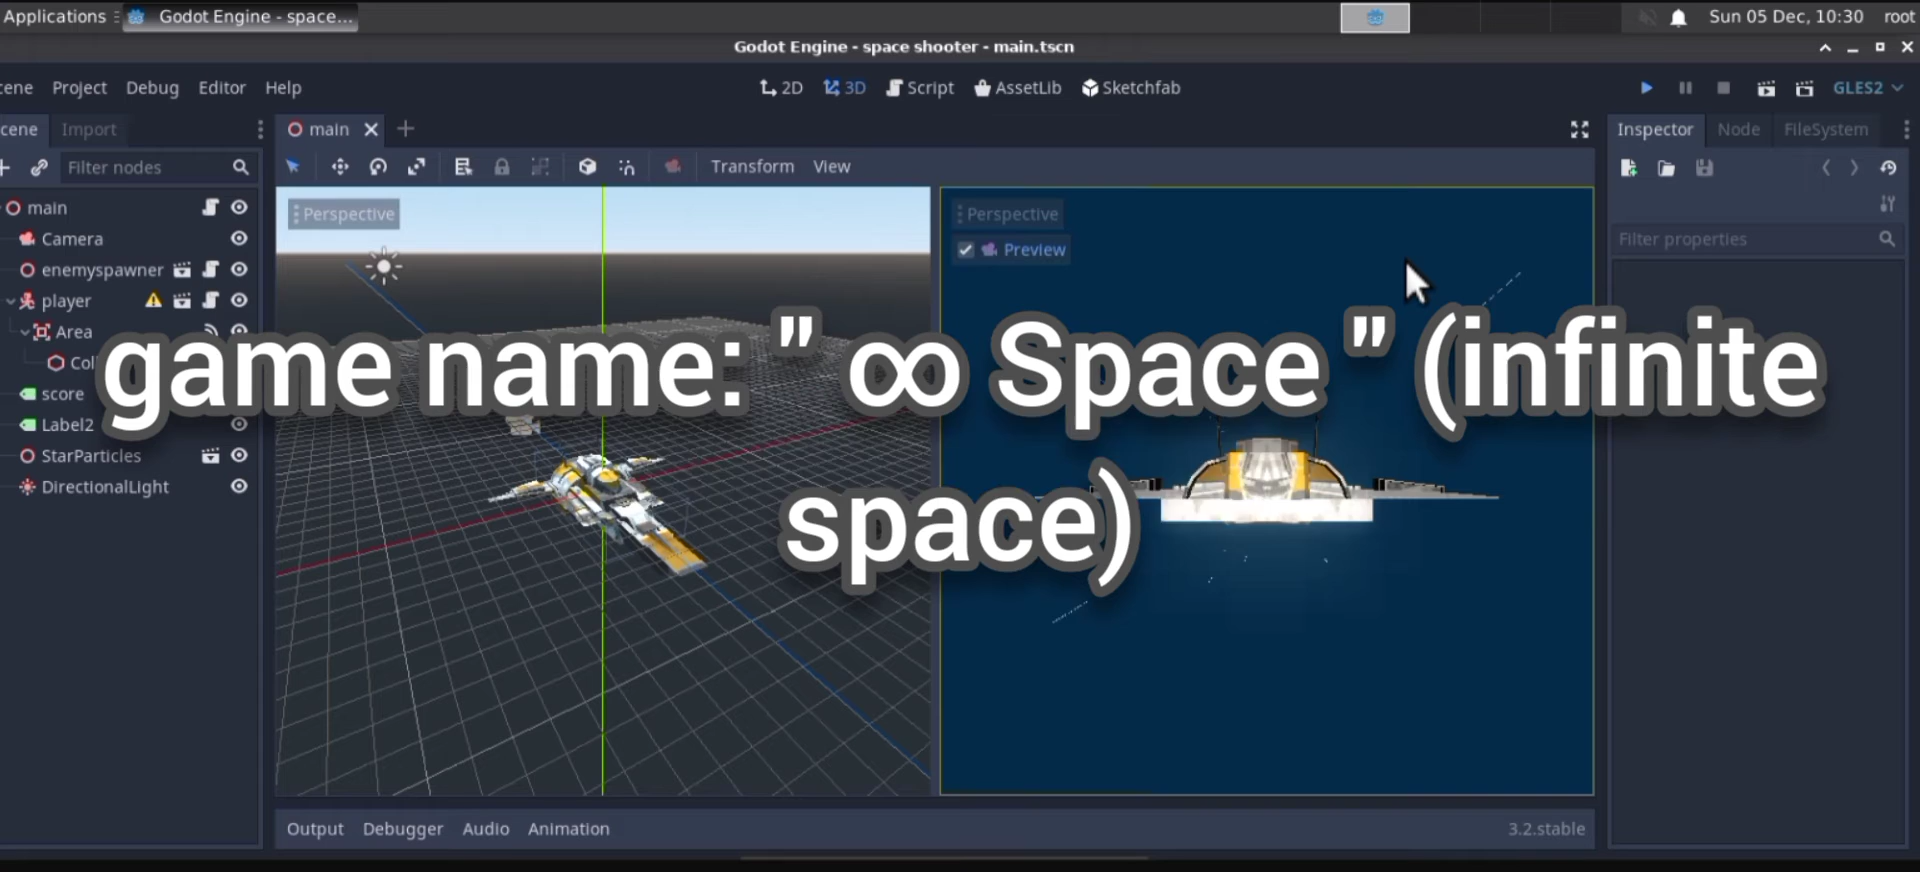 Applications
Godot Engine - space...
Sun 05 Dec, 10:30
root
Godot Engine - space shooter - main.tscn
cene Project Debug Editor Help
2D 3D Script AssetLib Sketchfab
GLES2
cene Import
main
Inspector Node FileSystem
Filter nodes
Transform View
main
Camera
enemyspawner
player
Area
Coll
score
Label2
StarParticles
DirectionalLight
Perspective
Perspective
Preview
Filter properties
game name: " ∞ Space " (infinite
space)
Output Debugger Audio Animation
3.2.stable